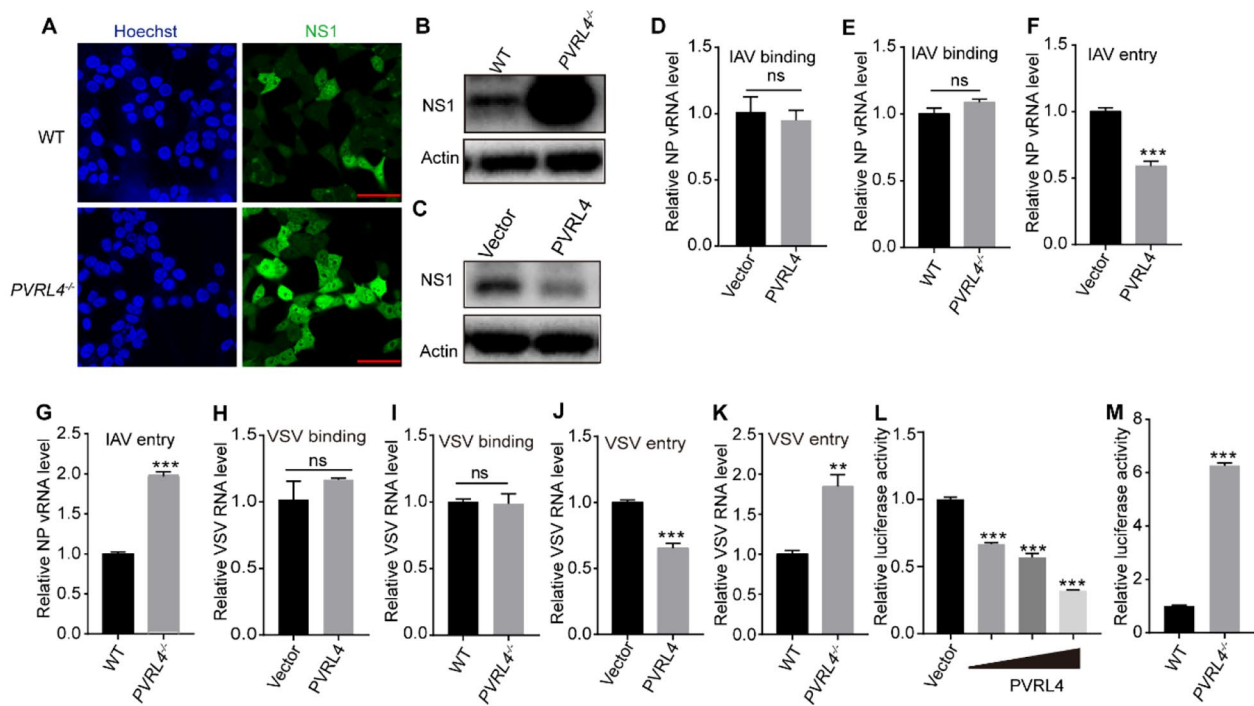 A
Hoechst
NS1
WT
PVRL4-/-
B
WT
PVRL4-/-
NS1
Actin
C
Vector
PVRL4
NS1
Actin
D
Relative NP vRNA level
1.5
1.0
0.5
0.0
IAV binding
ns
Vector
PVRL4
E
Relative NP vRNA level
1.5
1.0
0.5
0.0
IAV binding
ns
WT
PVRL4-/-
F
Relative NP vRNA level
1.5
1.0
0.5
0.0
IAV entry
***
Vector
PVRL4
G
Relative NP vRNA level
2.5
2.0
1.5
1.0
0.5
0.0
IAV entry
***
WT
PVRL4-/-
H
Relative VSV RNA level
1.5
1.0
0.5
0.0
VSV binding
ns
Vector
PVRL4
I
Relative VSV RNA level
1.5
1.0
0.5
0.0
VSV binding
ns
WT
PVRL4-/-
J
Relative VSV RNA level
1.5
1.0
0.5
0.0
VSV entry
***
Vector
PVRL4
K
Relative VSV RNA level
2.5
2.0
1.5
1.0
0.5
0.0
VSV entry
**
WT
PVRL4-/-
L
Relative luciferase activity
1.5
1.0
0.5
0.0
***
***
***
Vector
PVRL4
M
Relative luciferase activity
8
6
4
2
0
***
WT
PVRL4-/-